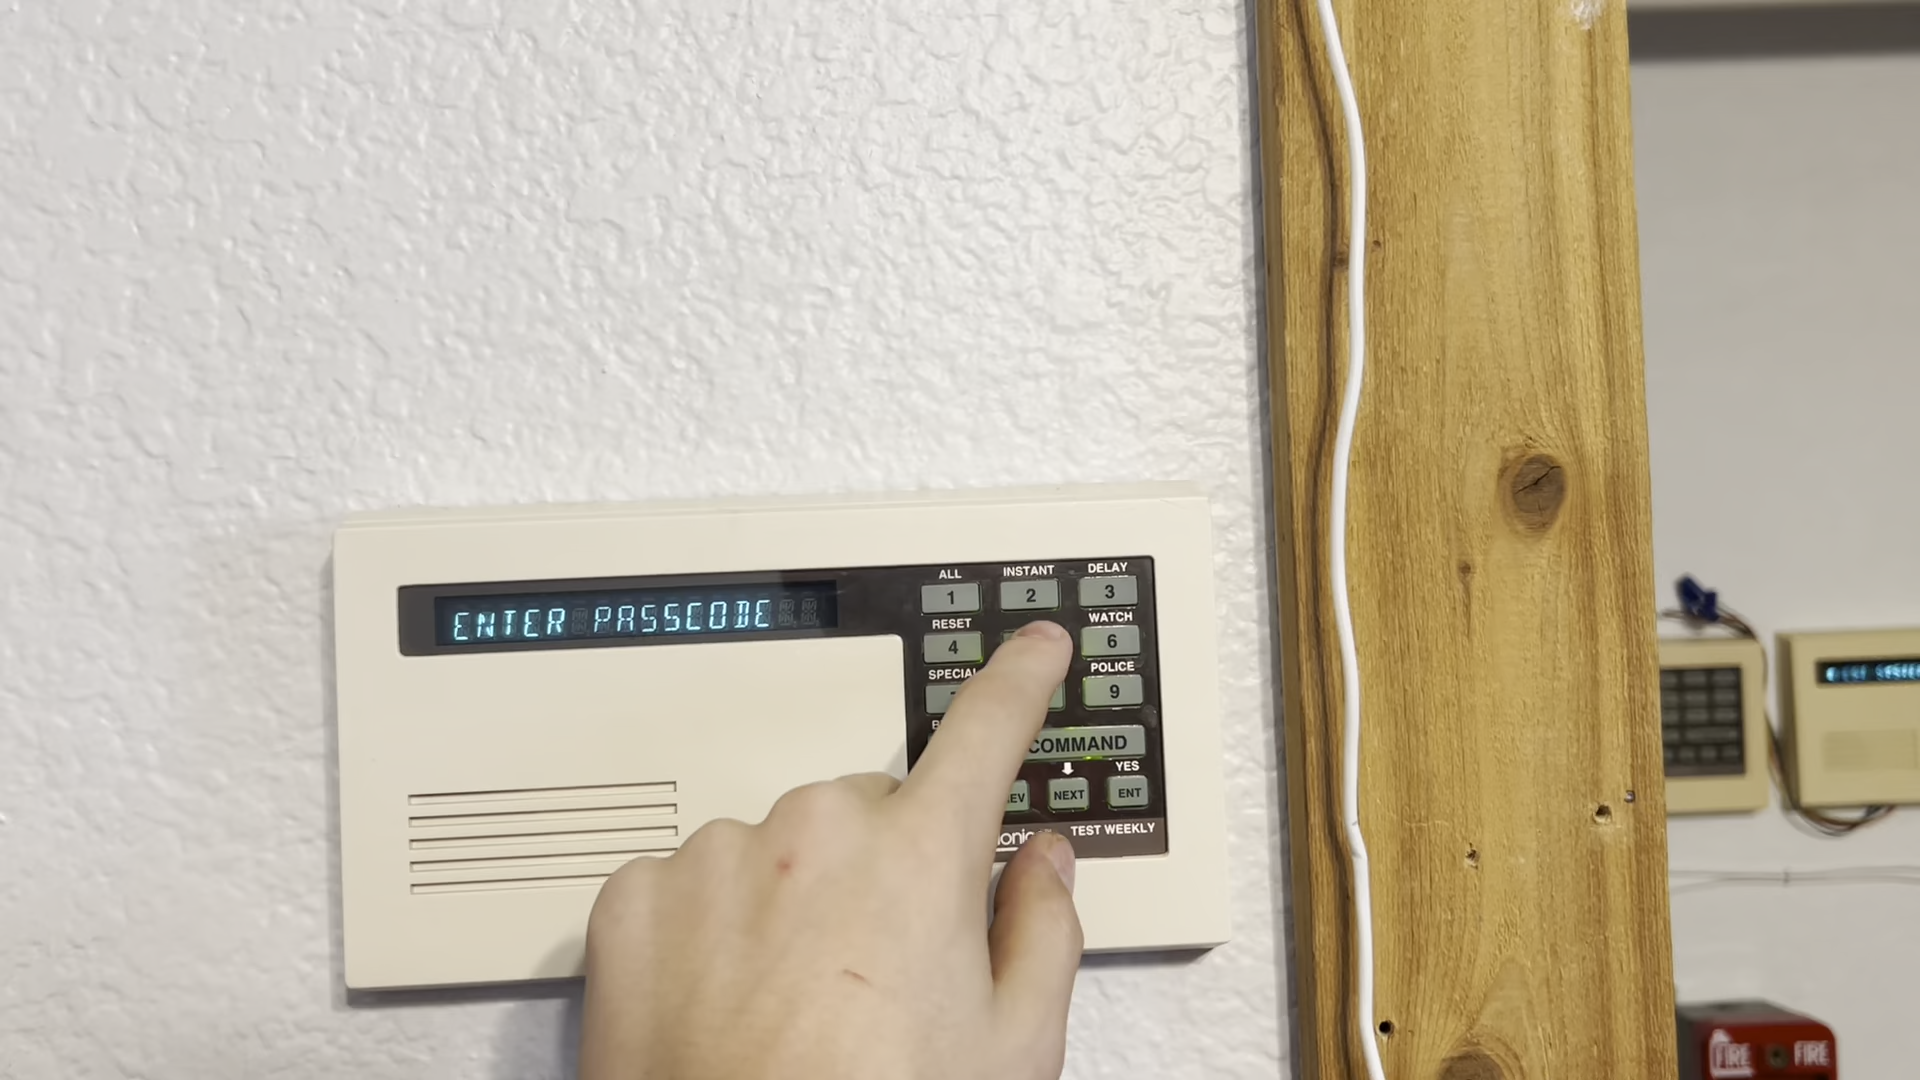 ENTER PASSCODE
ALL INSTANT DELAY
1 2 3
RESET WATCH
4 6
SPECIAL POLICE
9
COMMAND
YES
NEXT ENT
TEST WEEKLY
FIRE FIRE